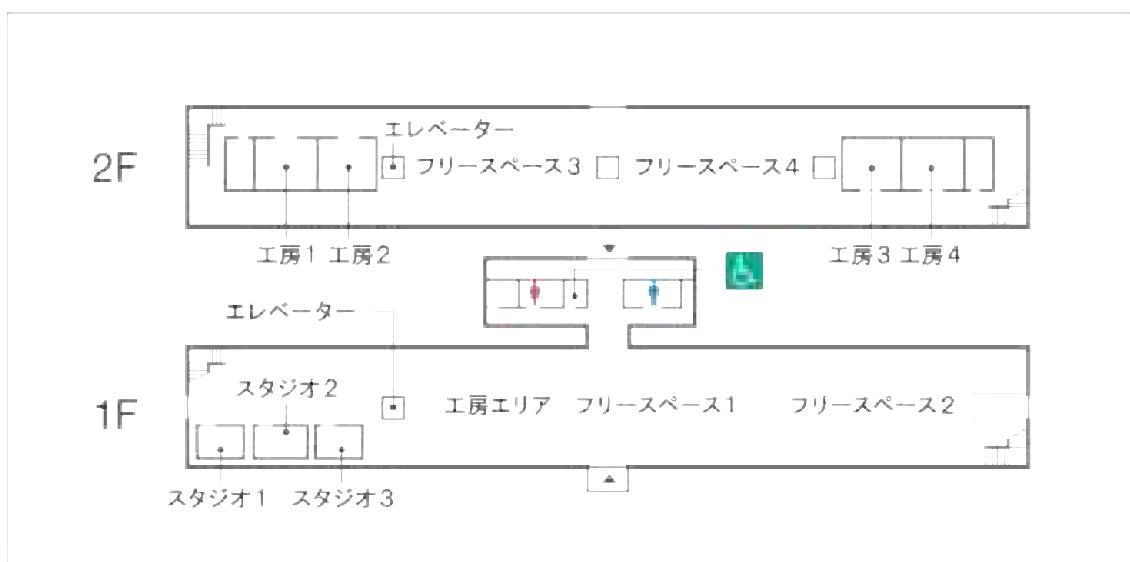 2F
エレベーター
フリースペース3
フリースペース4
工房1
工房2
工房3
工房4
1F
エレベーター
スタジオ2
工房エリア
フリースペース1
フリースペース2
スタジオ1
スタジオ3